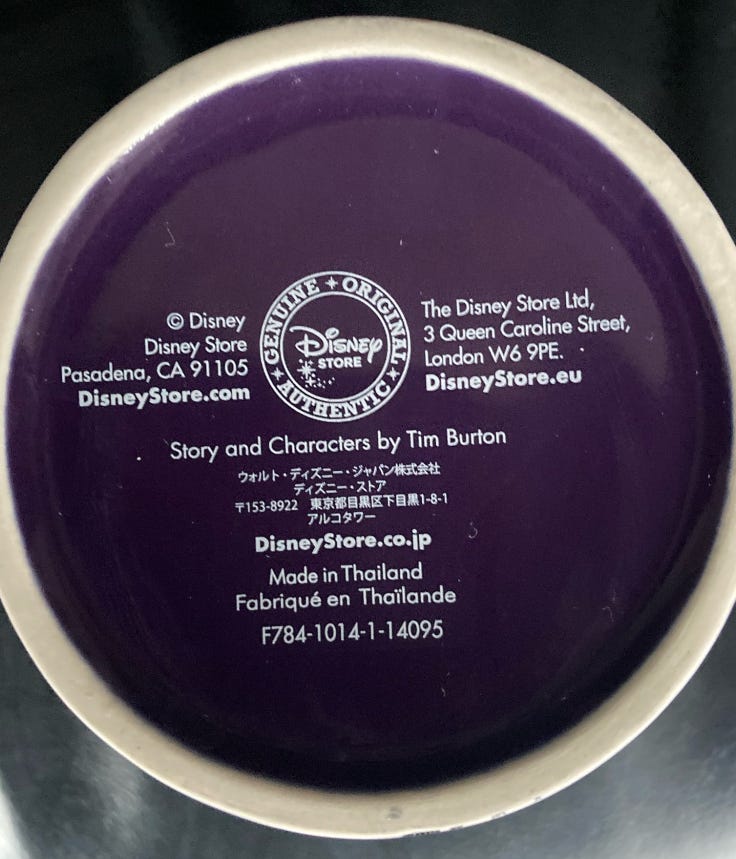 © Disney
Disney Store
Pasadena, CA 91105
DisneyStore.com
GENUINE ORIGINAL AUTHENTIC
Disney
STORE
The Disney Store Ltd,
3 Queen Caroline Street,
London W6 9PE.
DisneyStore.eu
Story and Characters by Tim Burton
ウォルト・ディズニー・ジャパン株式会社
ディズニー・ストア
〒153-8922 東京都目黒区下目黒1-8-1
アルコタワー
DisneyStore.co.jp
Made in Thailand
Fabriqué en Thaïlande
F784-1014-1-14095